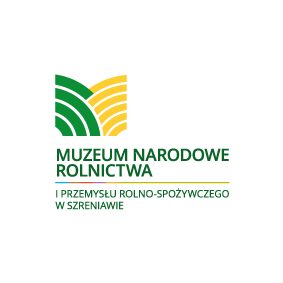 MUZEUM NARODOWE
ROLNICTWA
I PRZEMYSŁU ROLNO-SPOŻYWCZEGO
W SZRENIAWIE